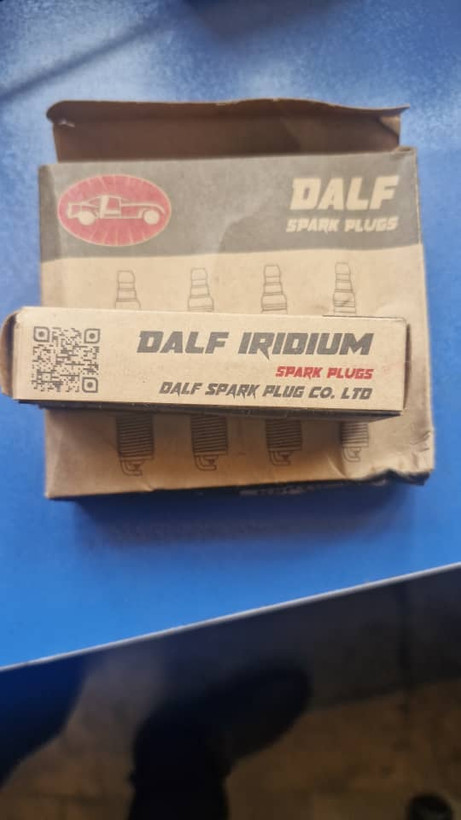 DALF
SPARK PLUGS
DALF IRIDIUM
SPARK PLUGS
DALF SPARK PLUG CO. LTD